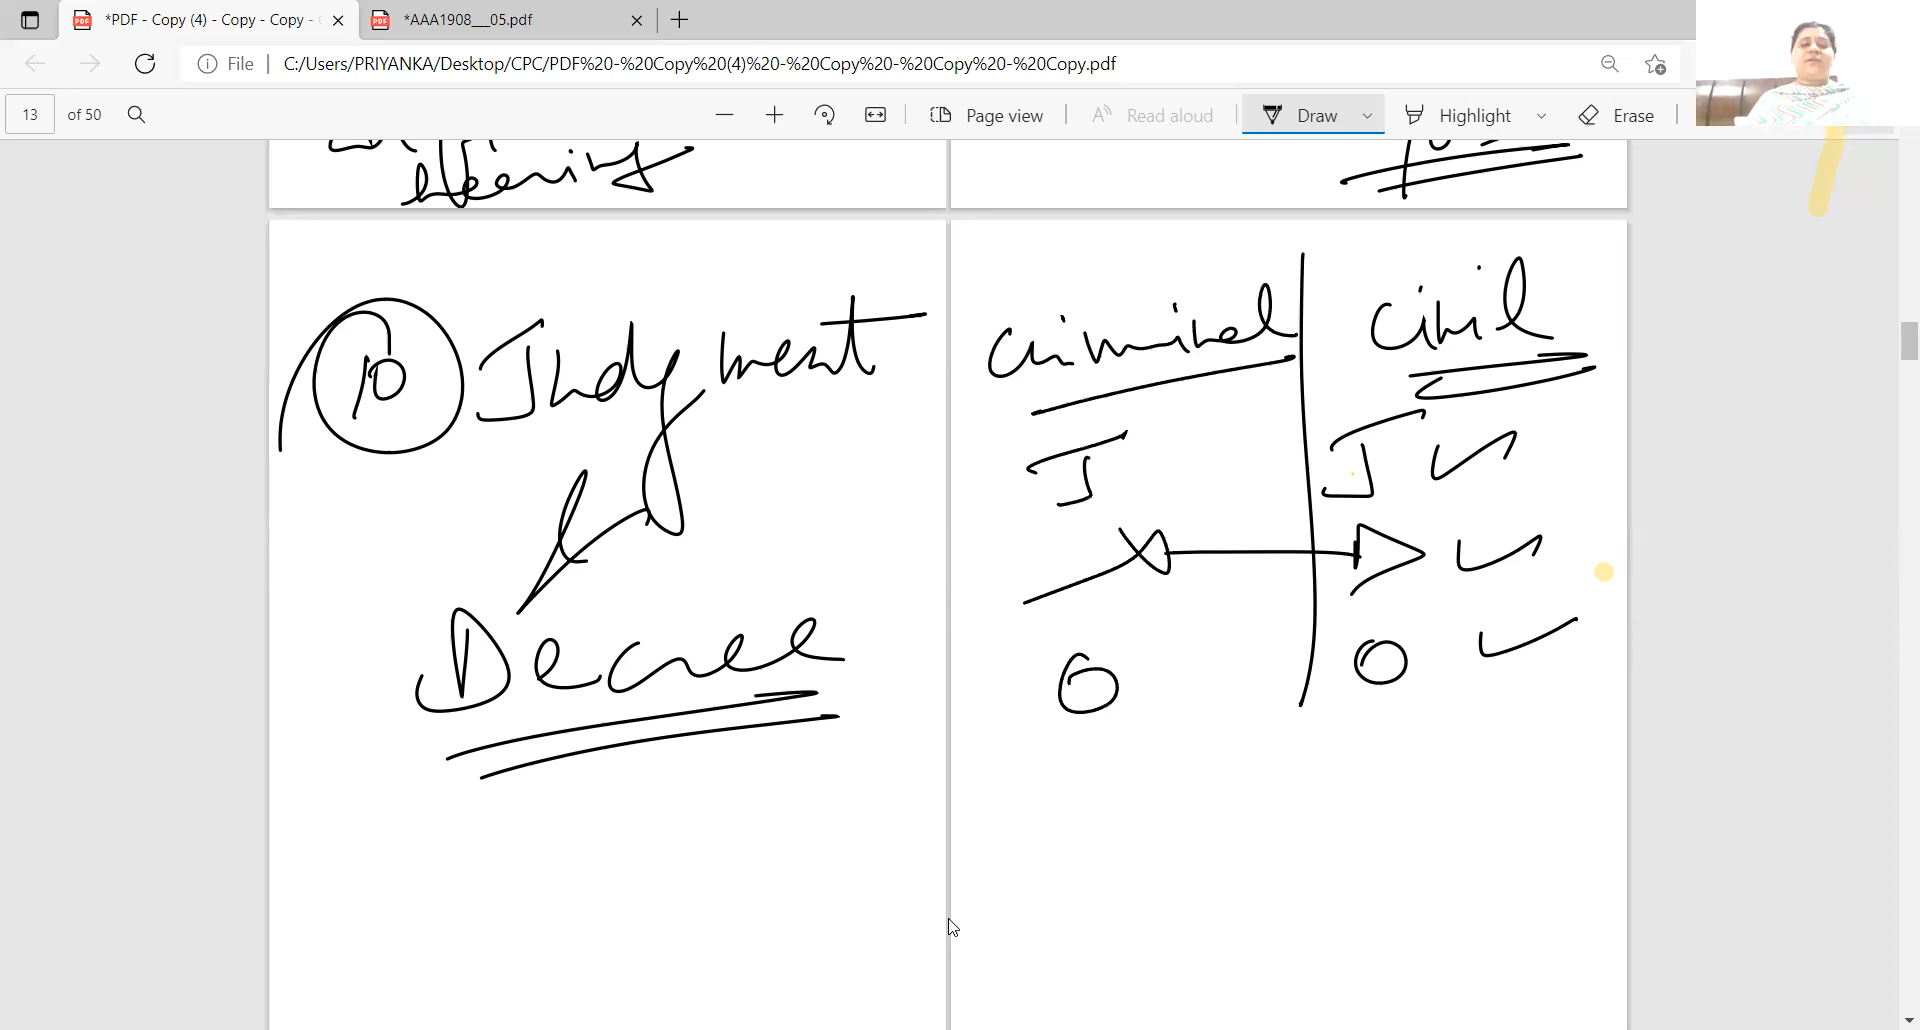 *PDF - Copy (4) - Copy - Copy -
*AAA1908___05.pdf
File
C:/Users/PRIYANKA/Desktop/CPC/PDF%20-%20Copy%20(4)%20-%20Copy%20-%20Copy%20-%20Copy.pdf
13 of 50
Page view
Read aloud
Draw
Highlight
Erase
hearing
10 Judgment
Decree
Criminal
J
O
Civil
J
D
O